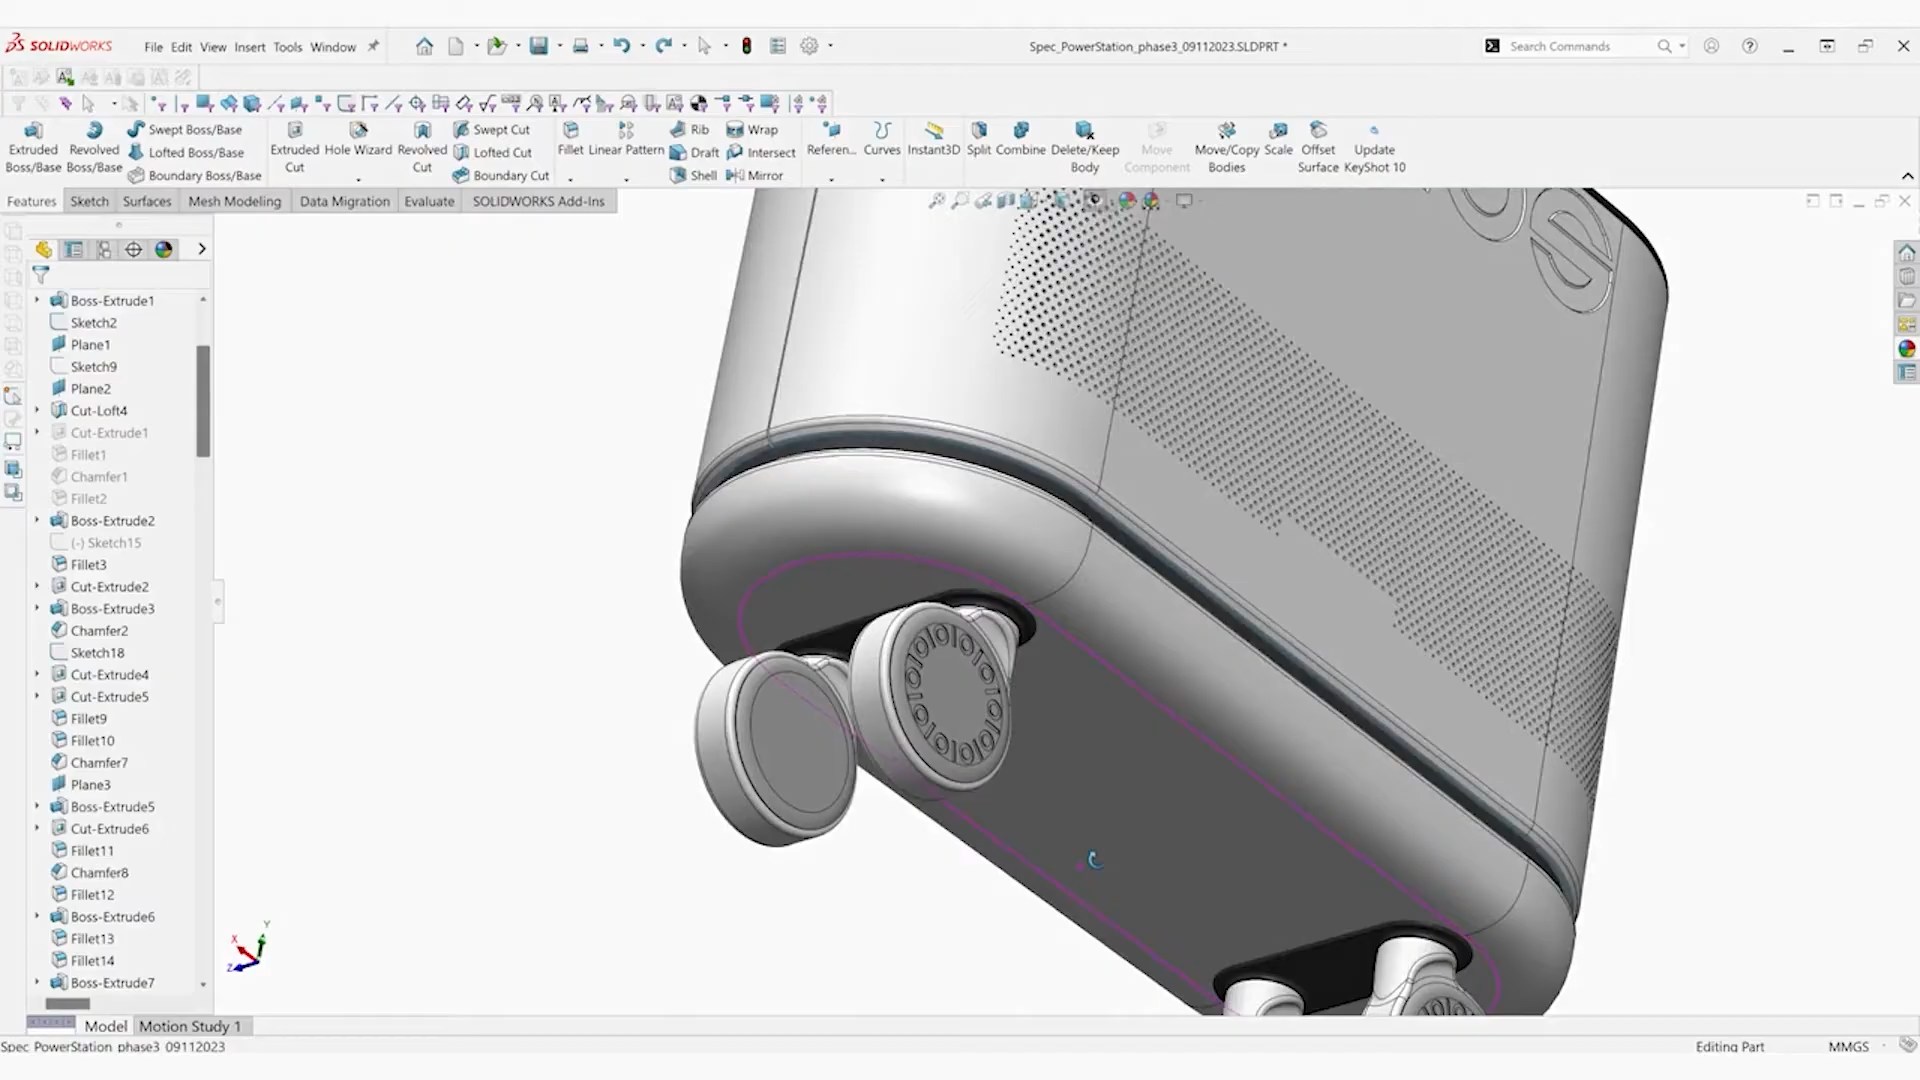 SOLIDWORKS File Edit View Insert Tools Window Spec_PowerStation_phase3_09112023.SLDPRT * Search Commands
Extruded Boss/Base
Revolved Boss/Base
Swept Boss/Base
Lofted Boss/Base
Boundary Boss/Base
Extruded Cut
Hole Wizard
Revolved Cut
Swept Cut
Lofted Cut
Boundary Cut
Fillet
Linear Pattern
Rib
Draft
Shell
Wrap
Intersect
Mirror
Referen...
Curves
Instant3D
Split
Combine
Delete/Keep Body
Move Component
Move/Copy Bodies
Scale
Offset Surface
Update KeyShot 10
Features Sketch Surfaces Mesh Modeling Data Migration Evaluate SOLIDWORKS Add-Ins
Boss-Extrude1
Sketch2
Plane1
Sketch9
Plane2
Cut-Loft4
Cut-Extrude1
Fillet1
Chamfer1
Fillet2
Boss-Extrude2
(-) Sketch15
Fillet3
Cut-Extrude2
Boss-Extrude3
Chamfer2
Sketch18
Cut-Extrude4
Cut-Extrude5
Fillet9
Fillet10
Chamfer7
Plane3
Boss-Extrude5
Cut-Extrude6
Fillet11
Chamfer8
Fillet12
Boss-Extrude6
Fillet13
Fillet14
Boss-Extrude7
Y
X
Z
Model Motion Study 1
Spec_PowerStation_phase3_09112023 Editing Part MMGS